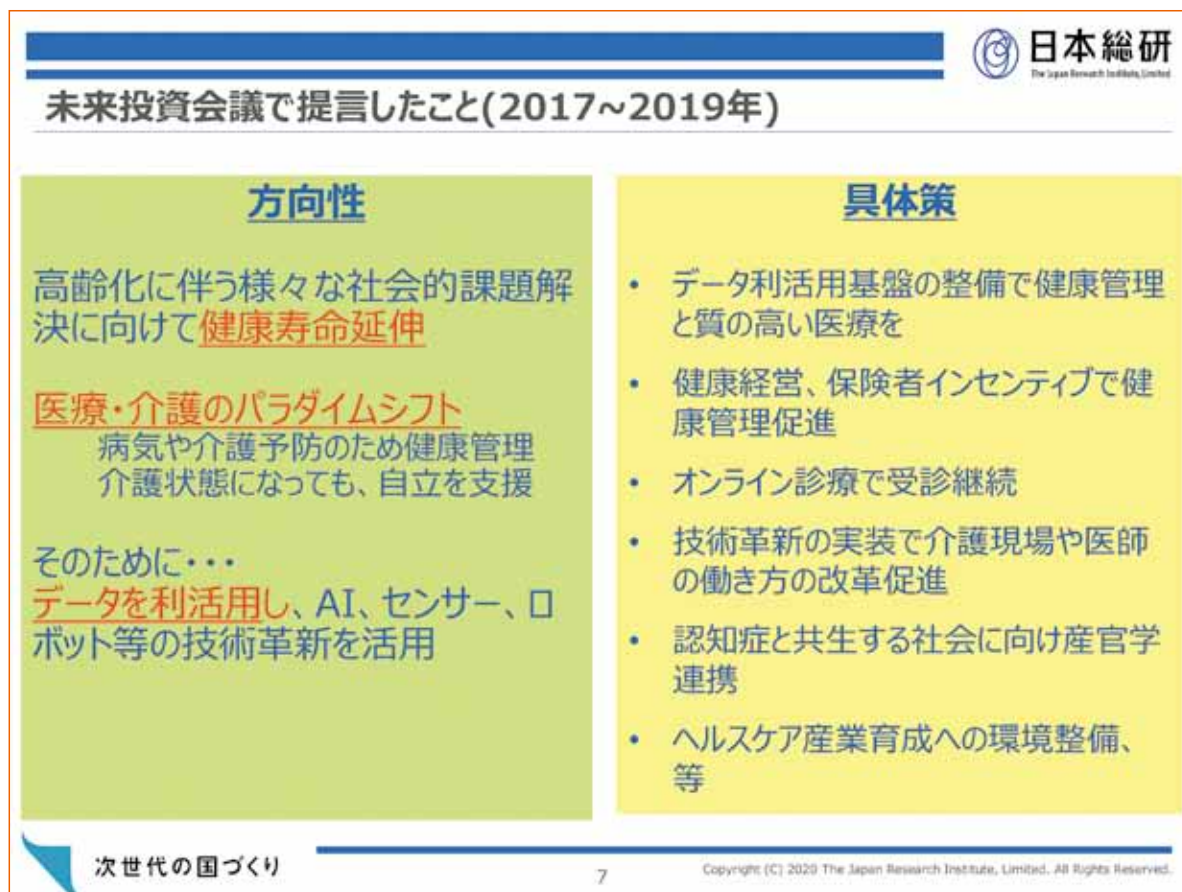 日本総研
The Japan Research Institute, Limited
未来投資会議で提言したこと(2017~2019年)
方向性
高齢化に伴う様々な社会的課題解
決に向けて健康寿命延伸
医療・介護のパラダイムシフト
病気や介護予防のため健康管理
介護状態になっても、自立を支援
そのために・・・
データを利活用し、AI、センサー、ロ
ボット等の技術革新を活用
具体策
• データ利活用基盤の整備で健康管理
と質の高い医療を
• 健康経営、保険者インセンティブで健
康管理促進
• オンライン診療で受診継続
• 技術革新の実装で介護現場や医師
の働き方の改革促進
• 認知症と共生する社会に向け産官学
連携
• ヘルスケア産業育成への環境整備、
等
次世代の国づくり
7
Copyright (C) 2020 The Japan Research Institute, Limited. All Rights Reserved.